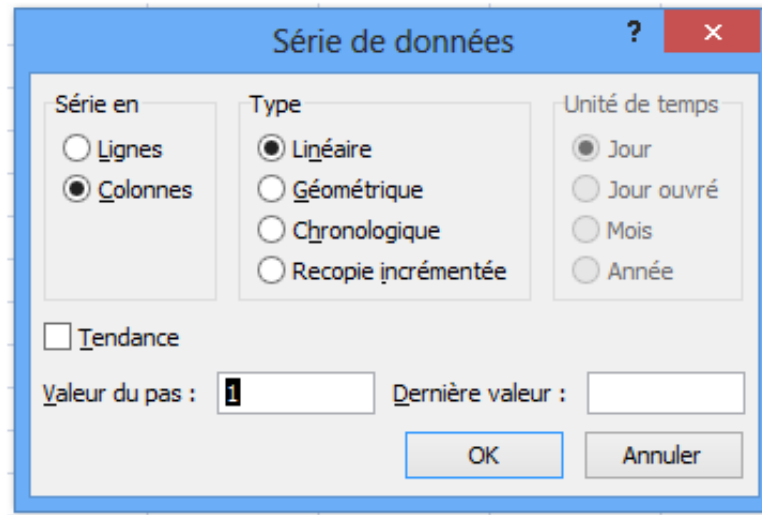 Série de données ?
Série en
Lignes
Colonnes
Type
Linéaire
Géométrique
Chronologique
Recopie incrémentée
Unité de temps
Jour
Jour ouvré
Mois
Année
Tendance
Valeur du pas : 1
Dernière valeur :
OK
Annuler